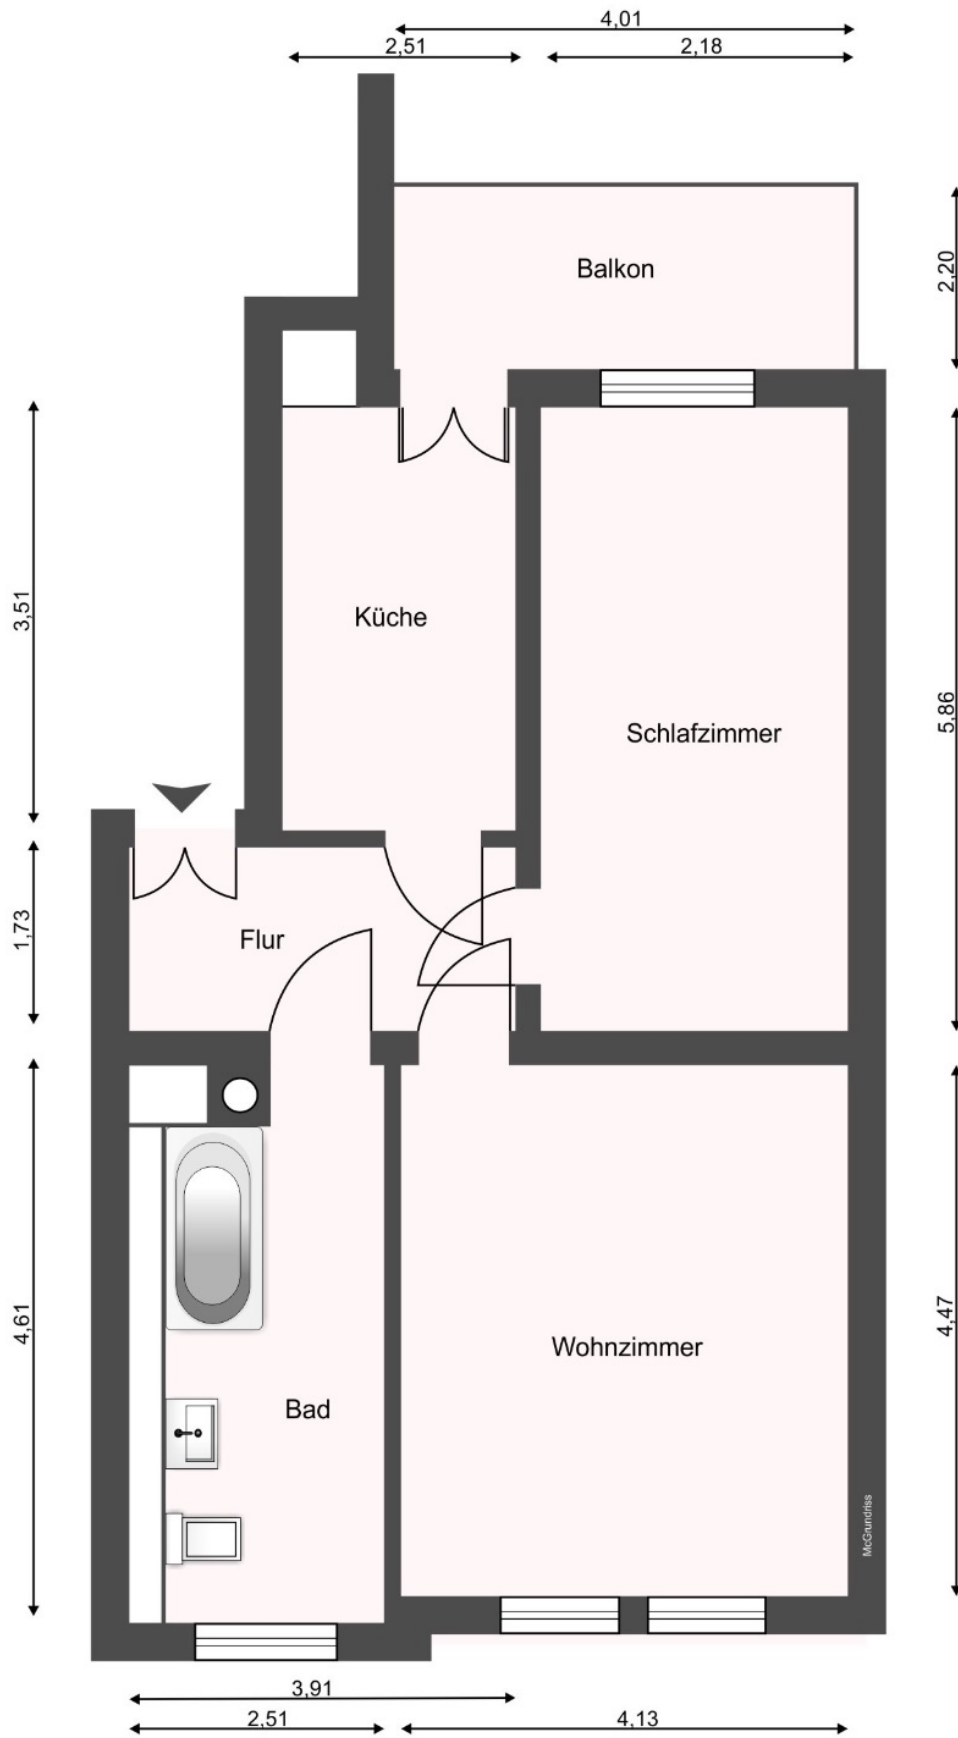 4,01
2,51
2,18
Balkon
2,20
3,51
Küche
5,86
Schlafzimmer
1,73
Flur
4,61
4,47
Wohnzimmer
Bad
McGrundriss
3,91
2,51
4,13